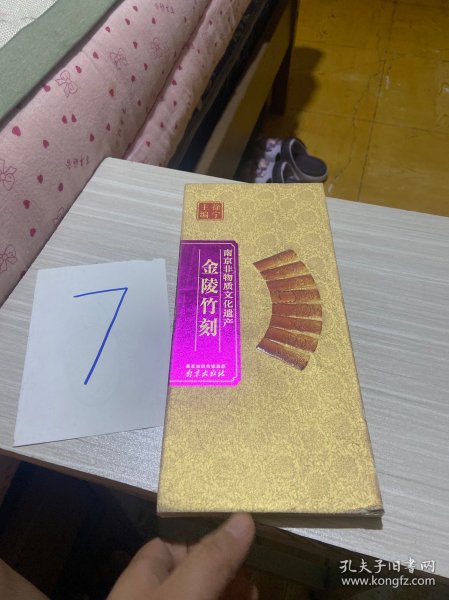 徐宁
主编
南京非物质文化遗产
金陵竹刻
南京出版社
7
孔夫子旧书网
www.kongfz.com